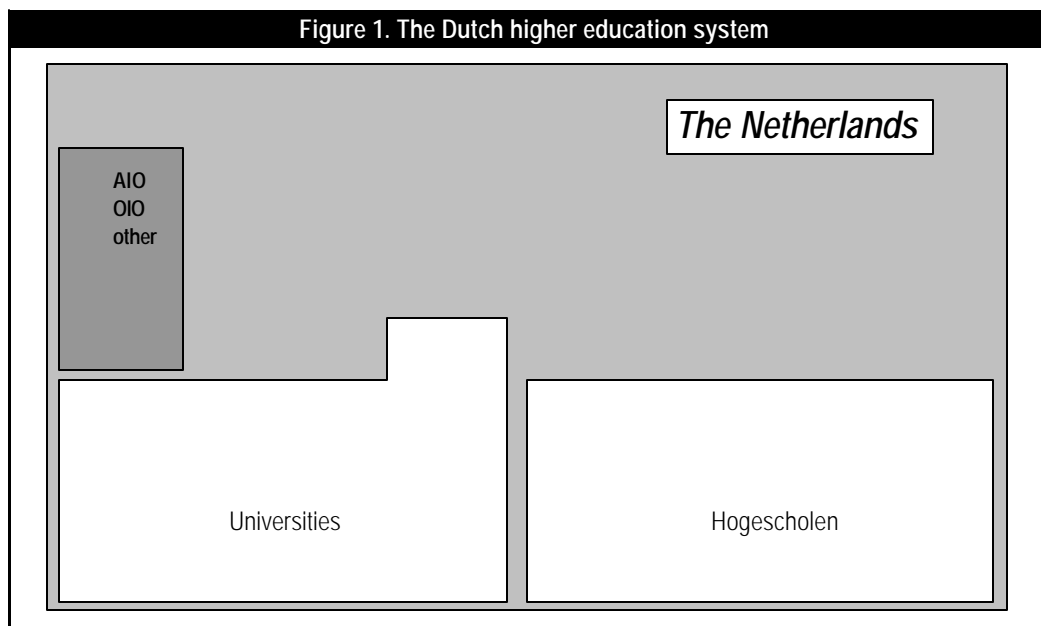 Figure 1. The Dutch higher education system
The Netherlands
AIO
OIO
other
Universities
Hogescholen